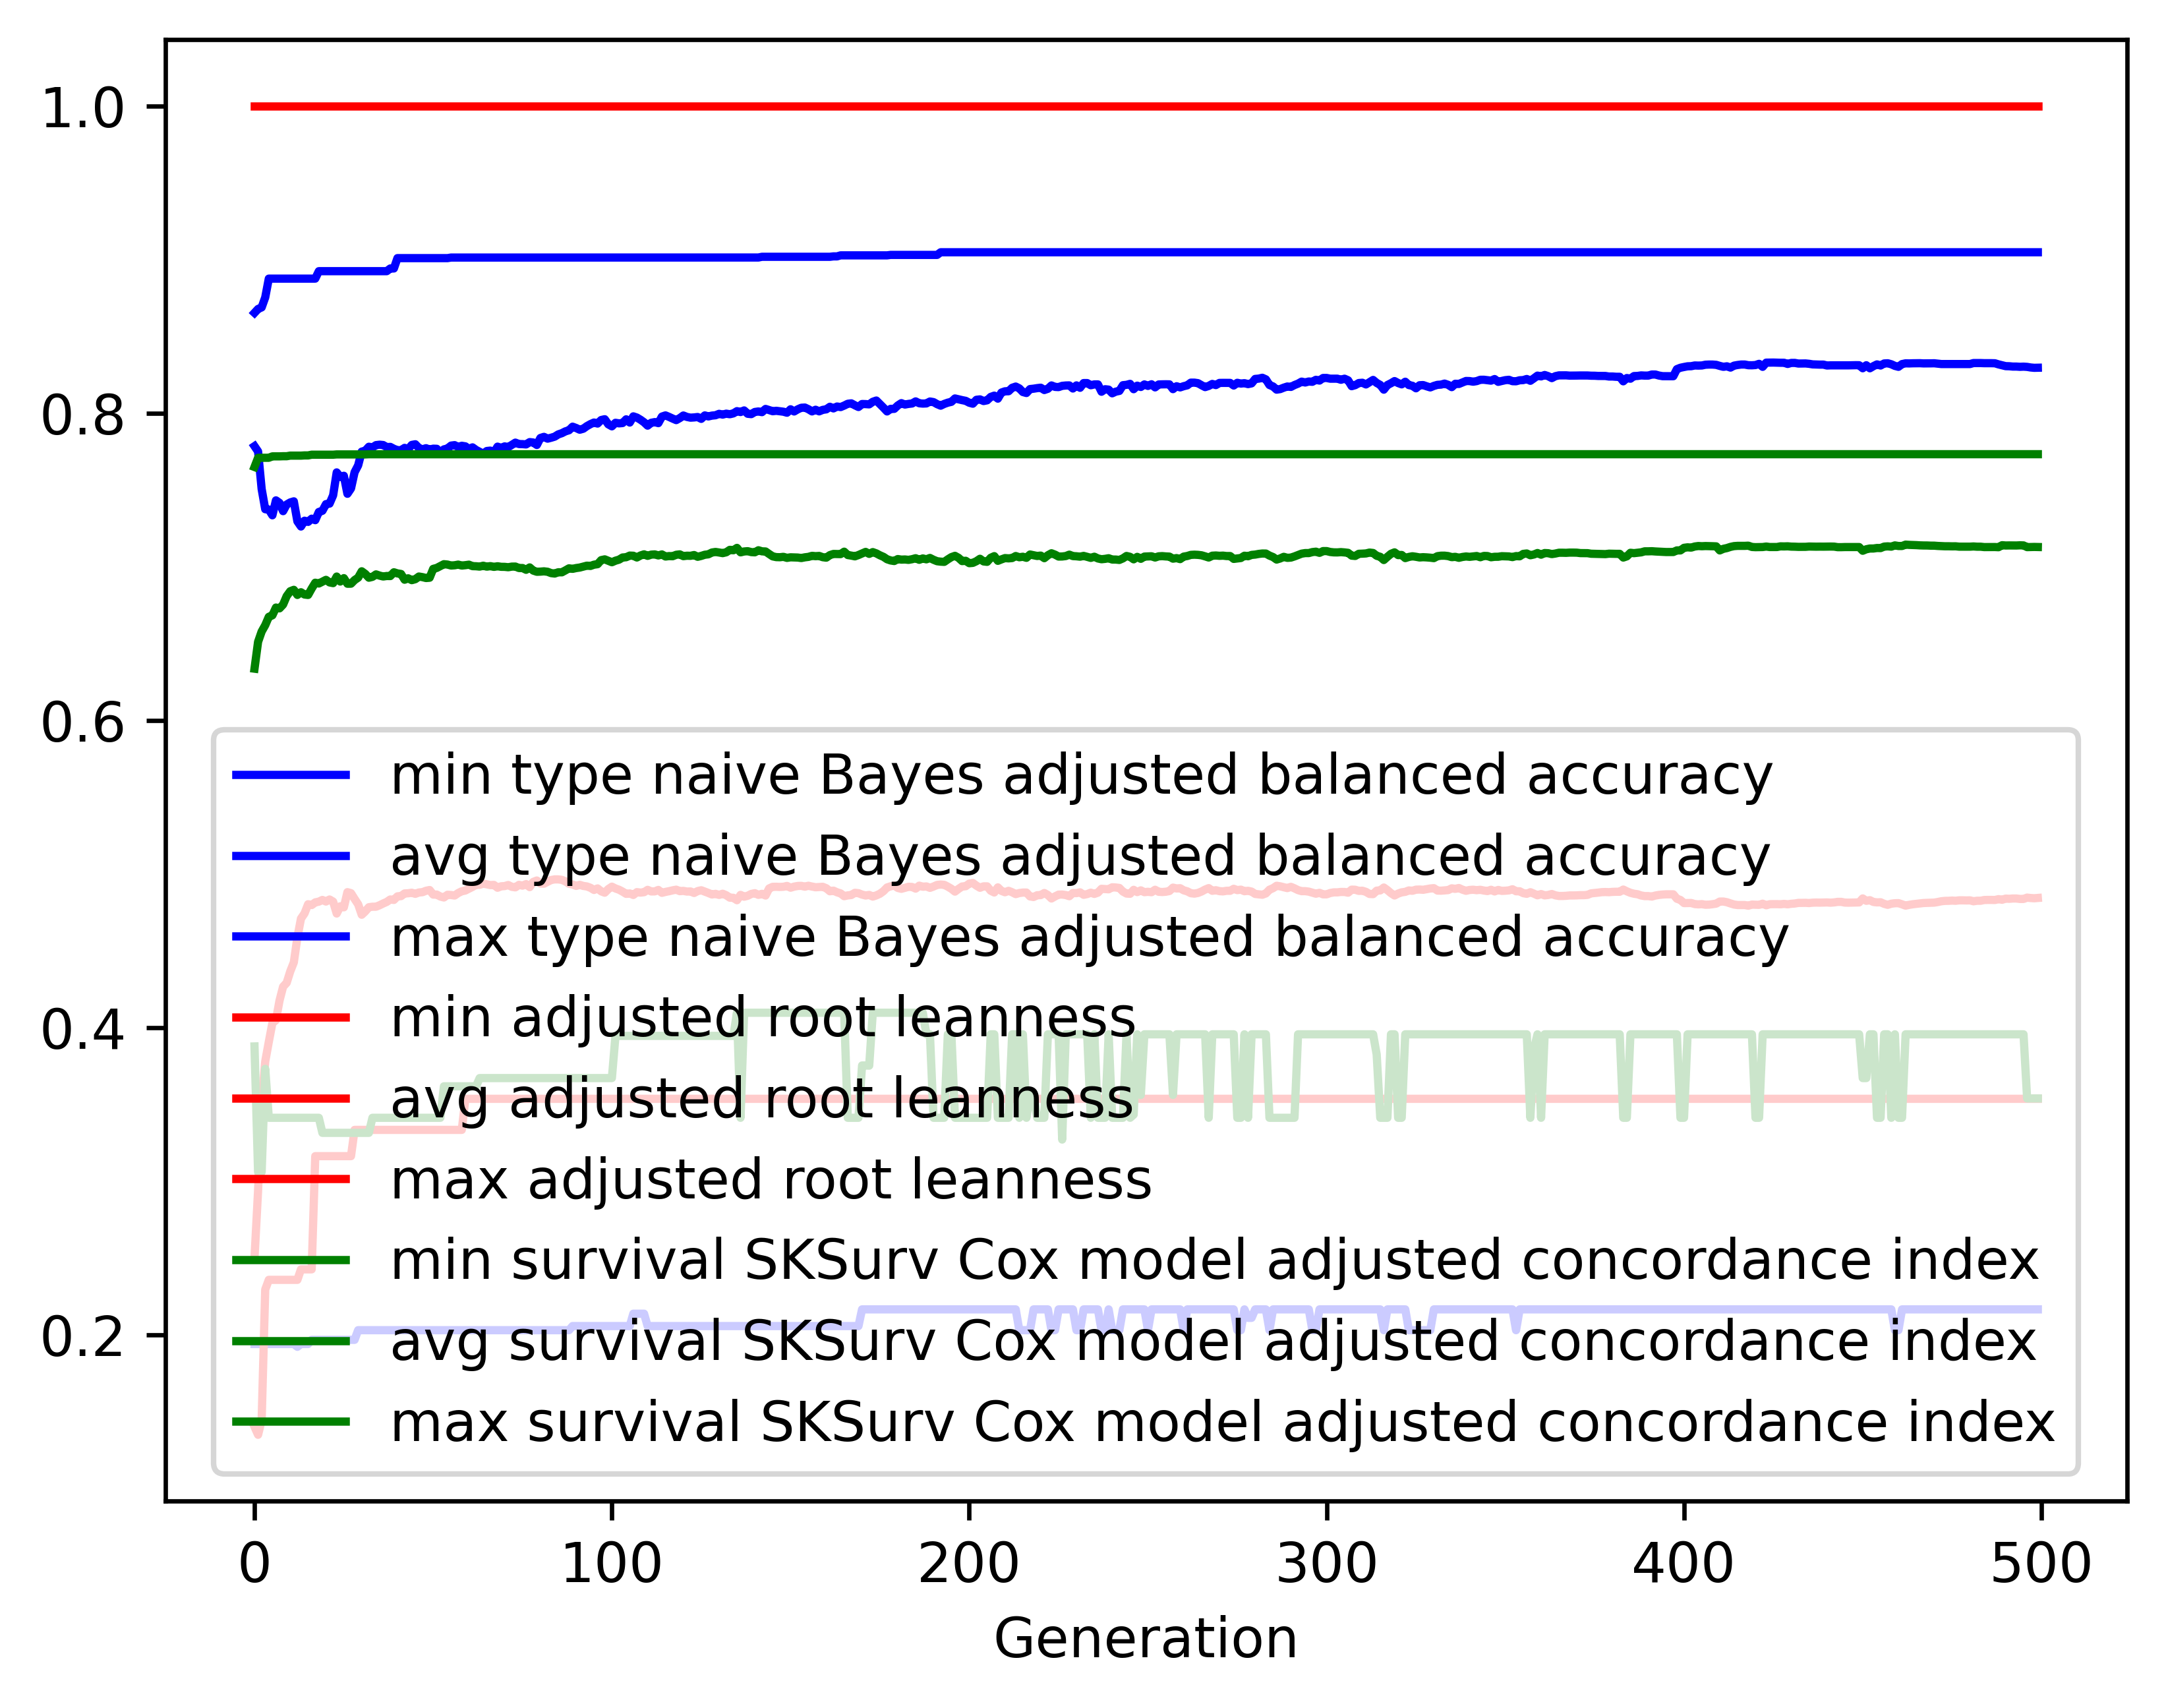 1.0
0.8
0.6
0.4
0.2
min type naive Bayes adjusted balanced accuracy
avg type naive Bayes adjusted balanced accuracy
max type naive Bayes adjusted balanced accuracy
min adjusted root leanness
avg adjusted root leanness
max adjusted root leanness
min survival SKSurv Cox model adjusted concordance index
avg survival SKSurv Cox model adjusted concordance index
max survival SKSurv Cox model adjusted concordance index
0 100 200 300 400 500
Generation